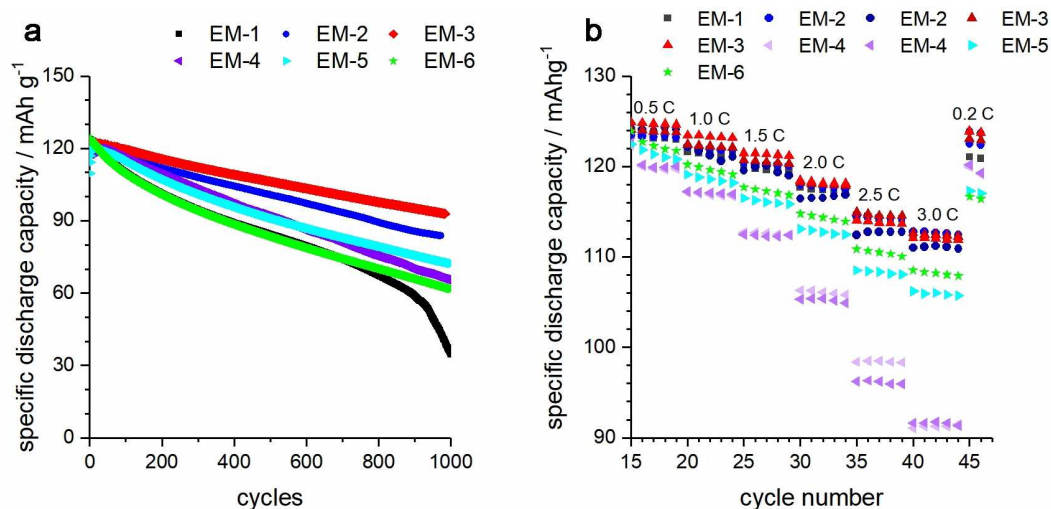 a
EM-1 EM-2 EM-3
EM-4 EM-5 EM-6
specific discharge capacity / mAh g-1
150
120
90
60
30
0
0 200 400 600 800 1000
cycles
b
EM-1 EM-2 EM-2 EM-3
EM-3 EM-4 EM-4 EM-5
EM-6
specific discharge capacity / mAhg-1
130
120
110
100
90
0.5 C
1.0 C
1.5 C
2.0 C
2.5 C
3.0 C
0.2 C
15 20 25 30 35 40 45
cycle number